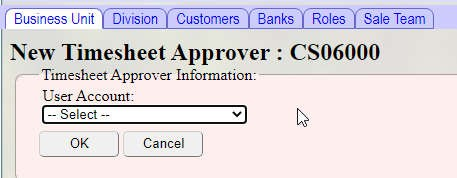 Business Unit Division Customers Banks Roles Sale Team
New Timesheet Approver : CS06000
Timesheet Approver Information:
User Account:
-- Select --
OK Cancel